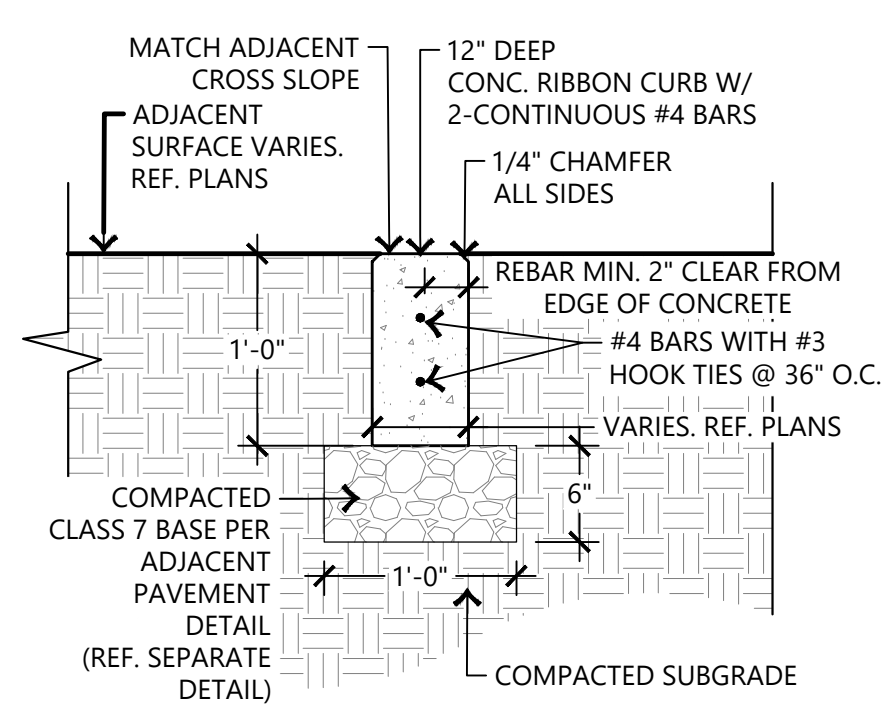 MATCH ADJACENT
CROSS SLOPE
12" DEEP
CONC. RIBBON CURB W/
2-CONTINUOUS #4 BARS
ADJACENT
SURFACE VARIES.
REF. PLANS
1/4" CHAMFER
ALL SIDES
REBAR MIN. 2" CLEAR FROM
EDGE OF CONCRETE
1'-0"
#4 BARS WITH #3
HOOK TIES @ 36" O.C.
VARIES. REF. PLANS
6"
COMPACTED
CLASS 7 BASE PER
ADJACENT
PAVEMENT
DETAIL
(REF. SEPARATE
DETAIL)
1'-0"
COMPACTED SUBGRADE